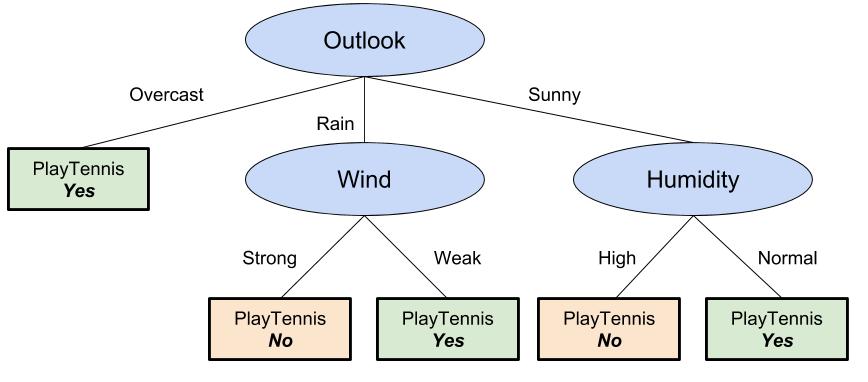 Outlook
Overcast
Rain
Sunny
PlayTennis
Yes
Wind
Humidity
Strong
Weak
High
Normal
PlayTennis
No
PlayTennis
Yes
PlayTennis
No
PlayTennis
Yes